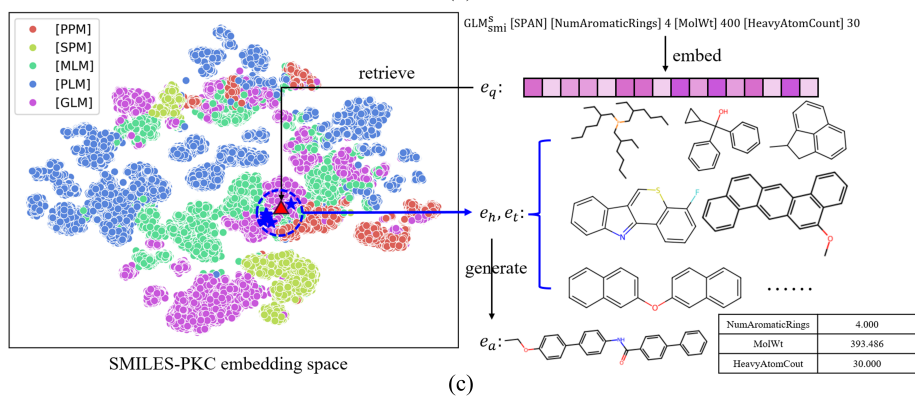 GLM^s_smi [SPAN] [NumAromaticRings] 4 [MolWt] 400 [HeavyAtomCount] 30
[PPM]
[SPM]
[MLM]
[PLM]
[GLM]
retrieve
embed
e_q:
OH
P
F
S
N
O
O
e_h, e_t:
generate
......
e_a:
O
NH
O
NumAromaticRings 4.000
MolWt 393.486
HeavyAtomCout 30.000
SMILES-PKC embedding space
(c)